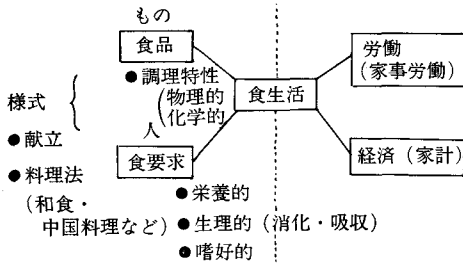 もの
食品
●調理特性
(物理的
化学的
人
食要求
●栄養的
●生理的(消化・吸収)
●嗜好的
様式
●献立
●料理法
(和食・
中国料理など)
食生活
労働
(家事労働)
経済(家計)